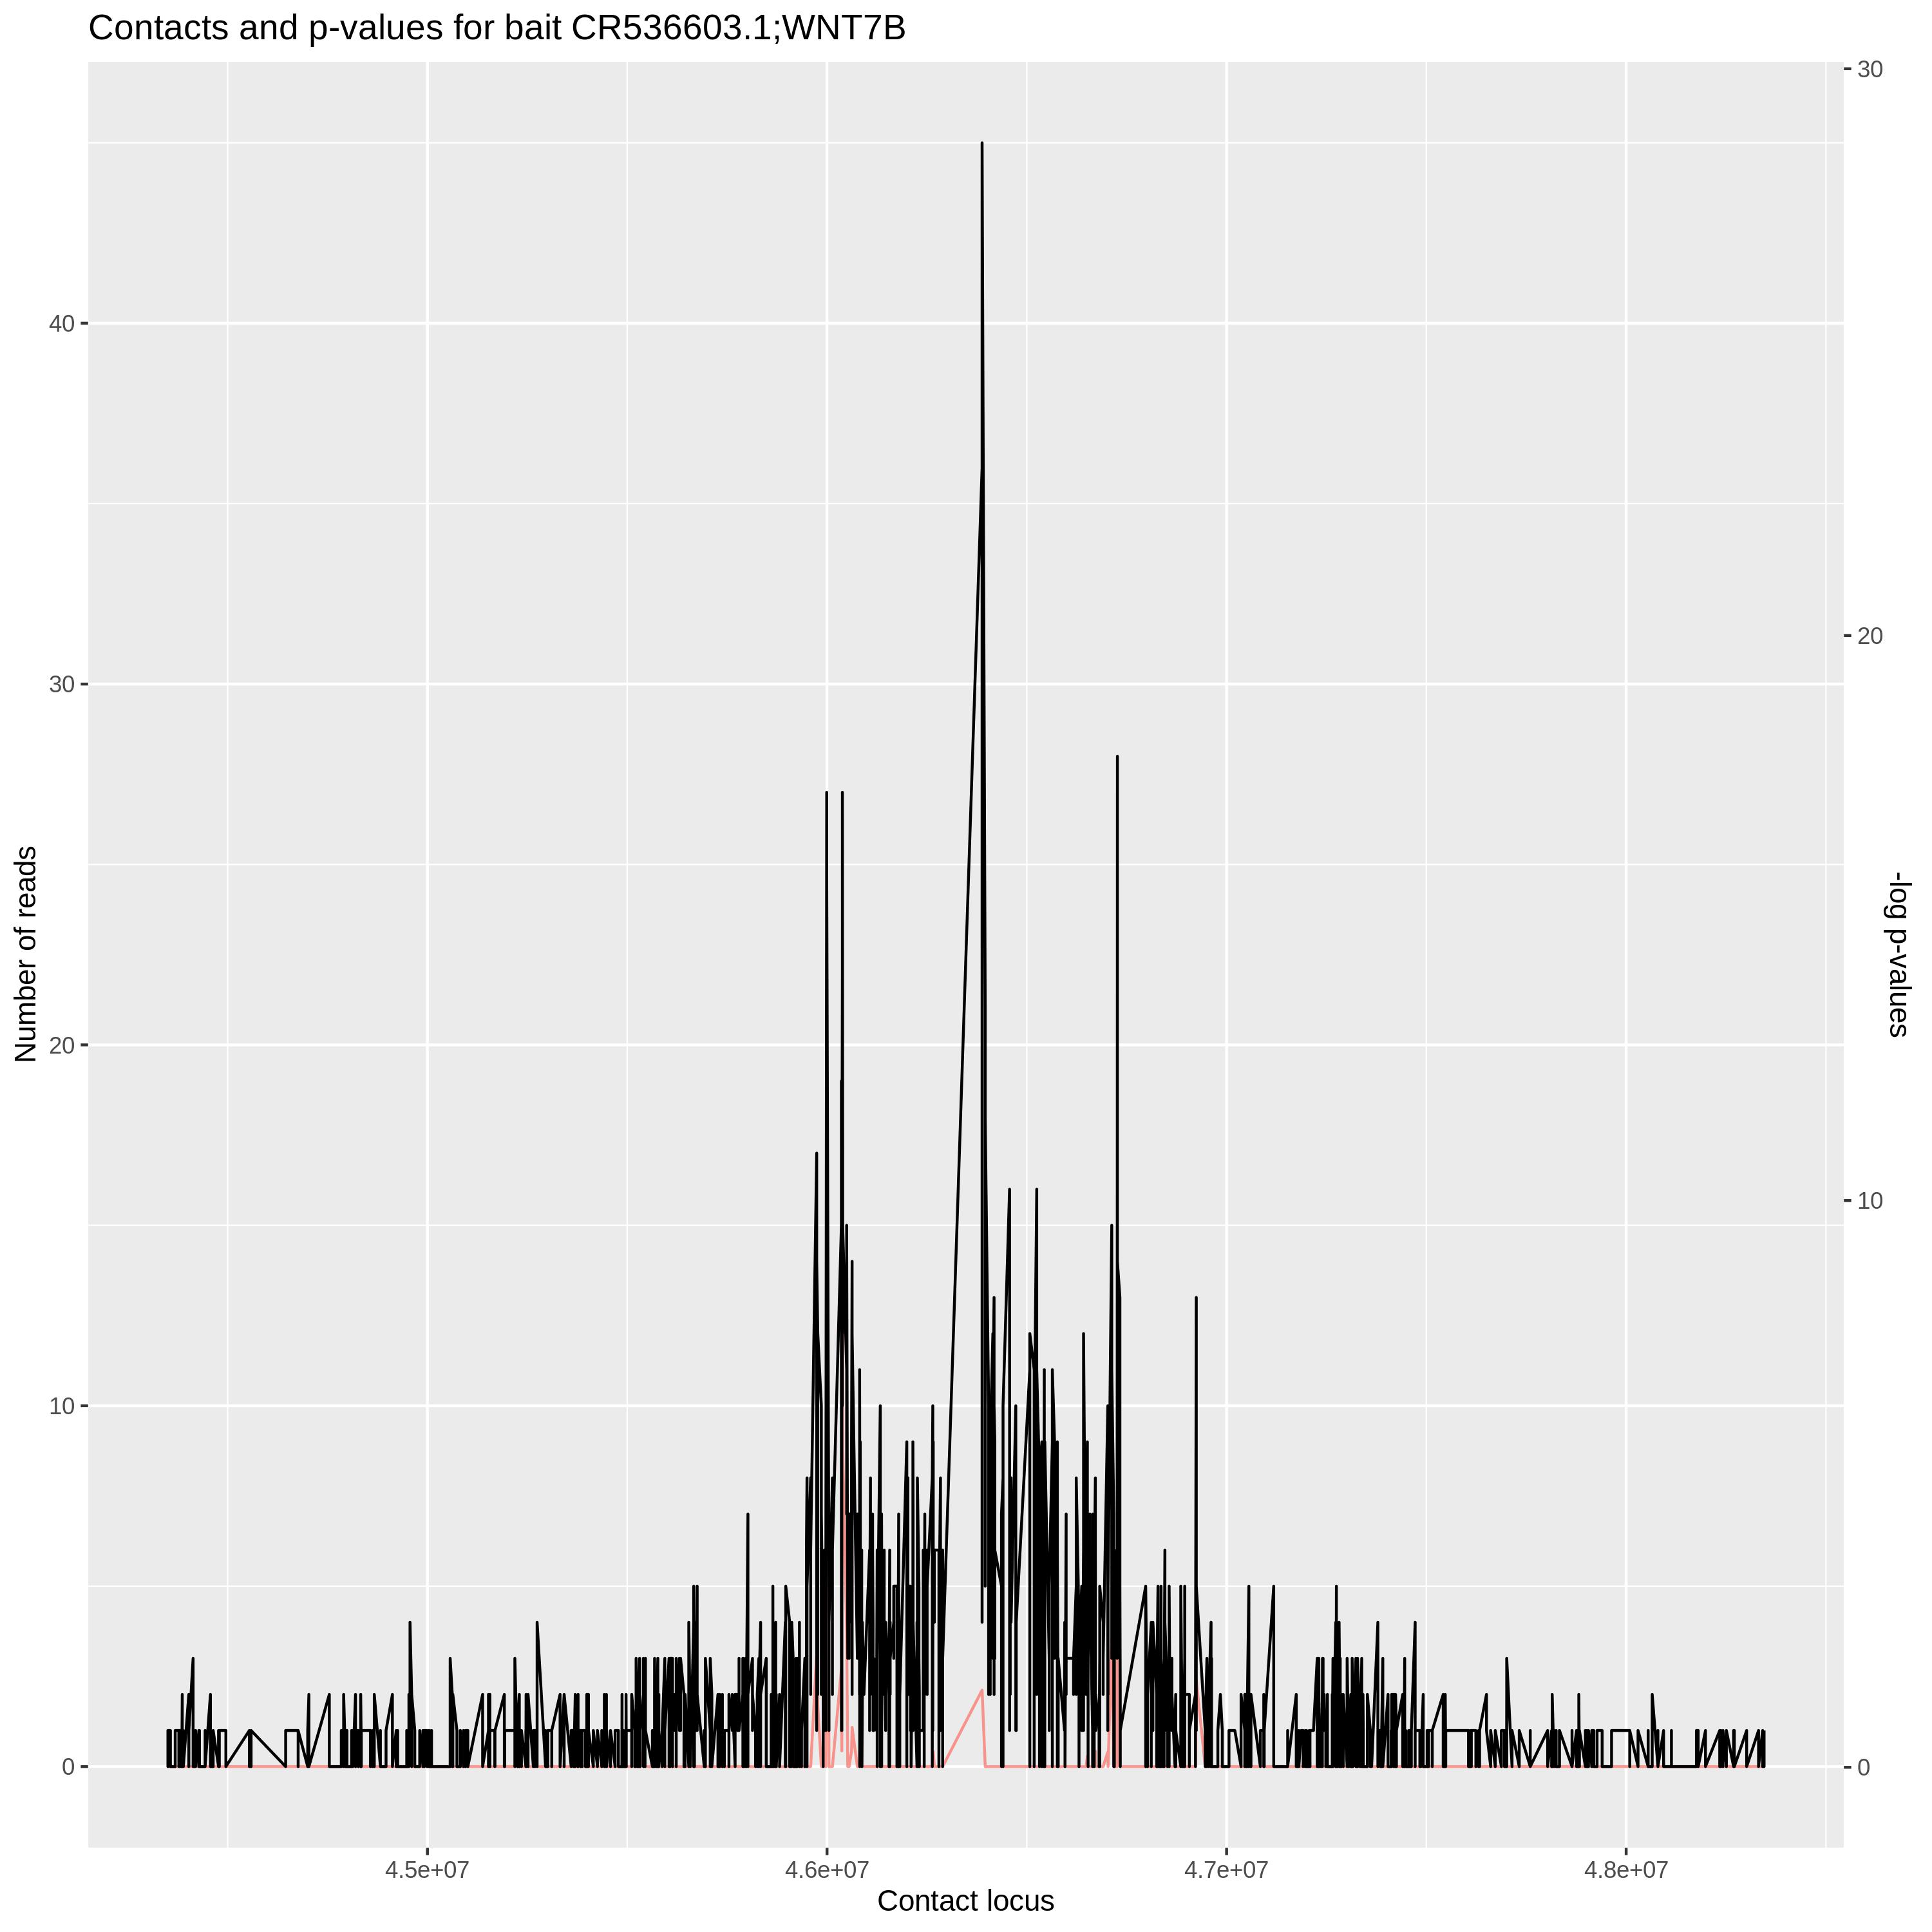 Contacts and p-values for bait CR536603.1;WNT7B
30
40
20
30
Number of reads
-log p-values
20
10
10
0
0
4.5e+07
4.6e+07
4.7e+07
4.8e+07
Contact locus